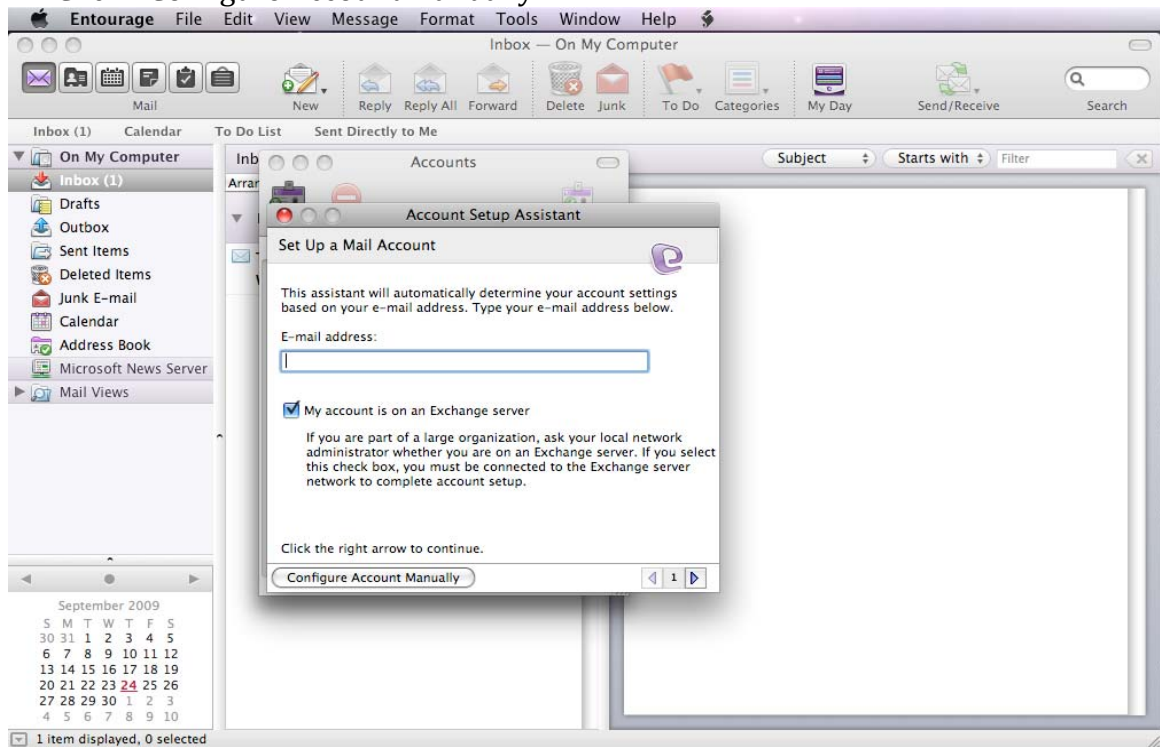 Entourage File Edit View Message Format Tools Window Help
Inbox — On My Computer
Mail New Reply Reply All Forward Delete Junk To Do Categories My Day Send/Receive Search
Inbox (1) Calendar To Do List Sent Directly to Me
On My Computer
Inbox (1)
Drafts
Outbox
Sent Items
Deleted Items
Junk E-mail
Calendar
Address Book
Microsoft News Server
Mail Views
Accounts
Subject Starts with Filter
Account Setup Assistant
Set Up a Mail Account
This assistant will automatically determine your account settings
based on your e-mail address. Type your e-mail address below.
E-mail address:
My account is on an Exchange server
If you are part of a large organization, ask your local network
administrator whether you are on an Exchange server. If you select
this check box, you must be connected to the Exchange server
network to complete account setup.
Click the right arrow to continue.
Configure Account Manually 1
September 2009
S M T W T F S
30 31 1 2 3 4 5
6 7 8 9 10 11 12
13 14 15 16 17 18 19
20 21 22 23 24 25 26
27 28 29 30 1 2 3
4 5 6 7 8 9 10
1 item displayed, 0 selected